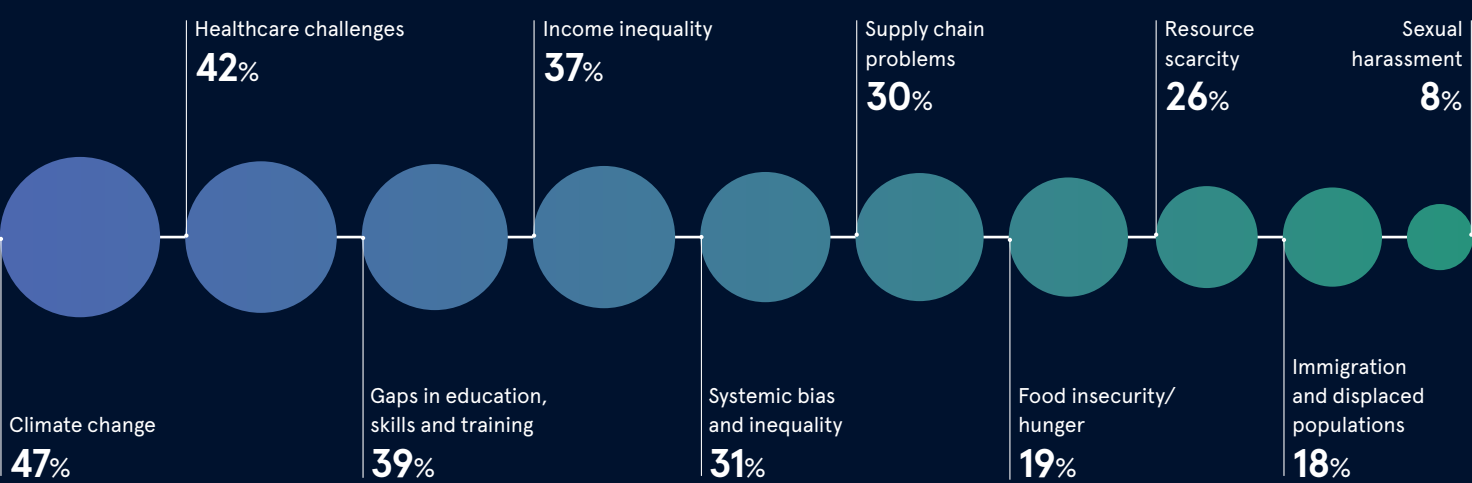 Healthcare challenges
42%
Income inequality
37%
Supply chain
problems
30%
Resource
scarcity
26%
Sexual
harassment
8%
Climate change
47%
Gaps in education,
skills and training
39%
Systemic bias
and inequality
31%
Food insecurity/
hunger
19%
Immigration
and displaced
populations
18%